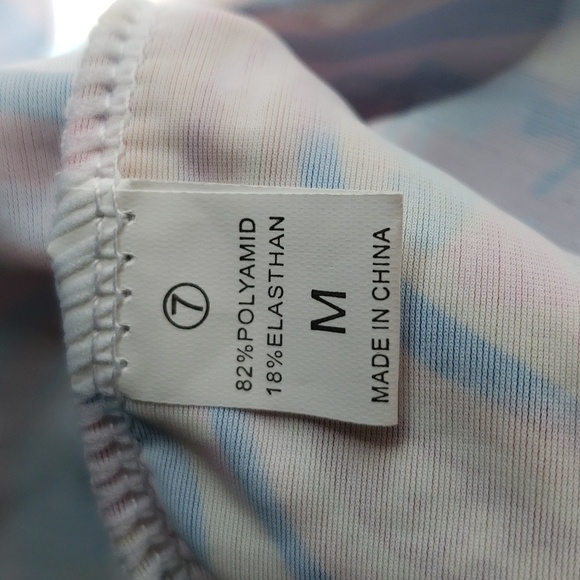 ⑦
82%POLYAMID
18%ELASTHAN
M
MADE IN CHINA